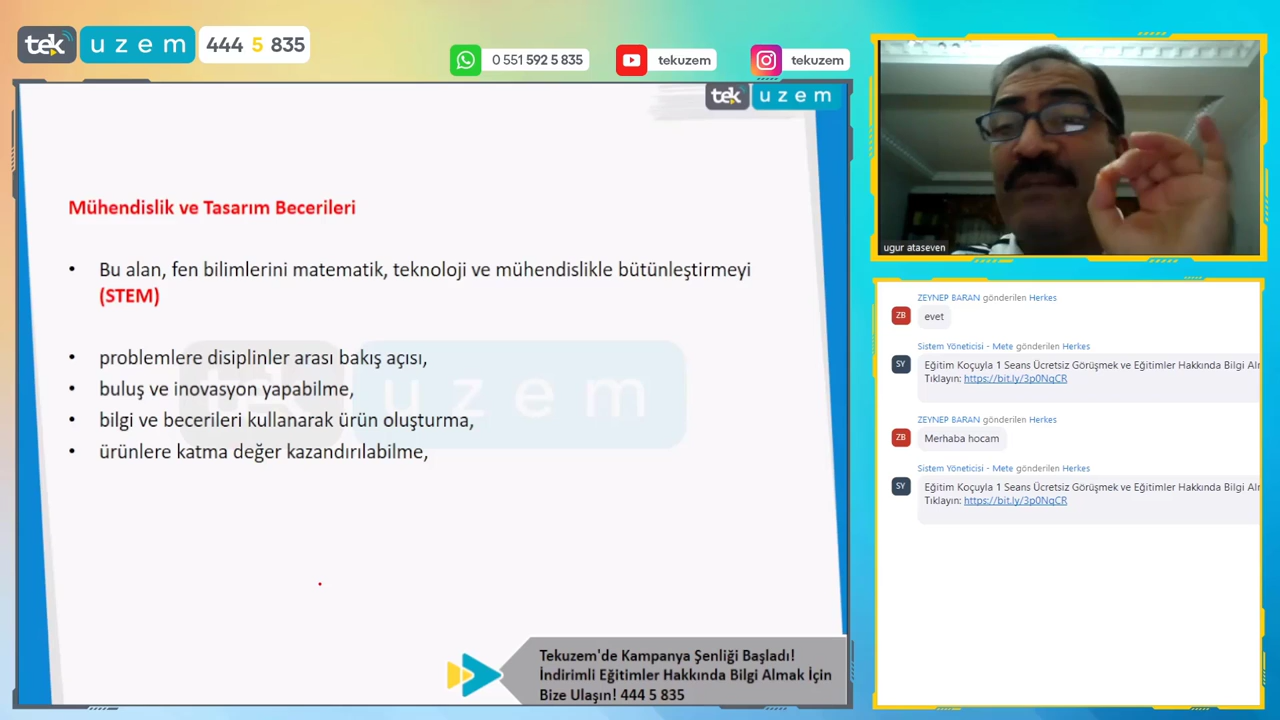 tek uzem 444 5 835
0 551 592 5 835
tekuzem
tekuzem
tek uzem
Mühendislik ve Tasarım Becerileri
• Bu alan, fen bilimlerini matematik, teknoloji ve mühendislikle bütünleştirmeyi
(STEM)
• problemlere disiplinler arası bakış açısı,
• buluş ve inovasyon yapabilme,
• bilgi ve becerileri kullanarak ürün oluşturma,
• ürünlere katma değer kazandırılabilme,
uzem
Tekuzem'de Kampanya Şenliği Başladı!
İndirimli Eğitimler Hakkında Bilgi Almak İçin
Bize Ulaşın! 444 5 835
ugur ataseven
ZEYNEP BARAN gönderilen Herkes
ZB evet
Sistem Yöneticisi - Mete gönderilen Herkes
SY Eğitim Koçuyla 1 Seans Ücretsiz Görüşmek ve Eğitimler Hakkında Bilgi
Tıklayın: https://bit.ly/3p0NqCR
ZEYNEP BARAN gönderilen Herkes
ZB Merhaba hocam
Sistem Yöneticisi - Mete gönderilen Herkes
SY Eğitim Koçuyla 1 Seans Ücretsiz Görüşmek ve Eğitimler Hakkında Bilgi
Tıklayın: https://bit.ly/3p0NqCR